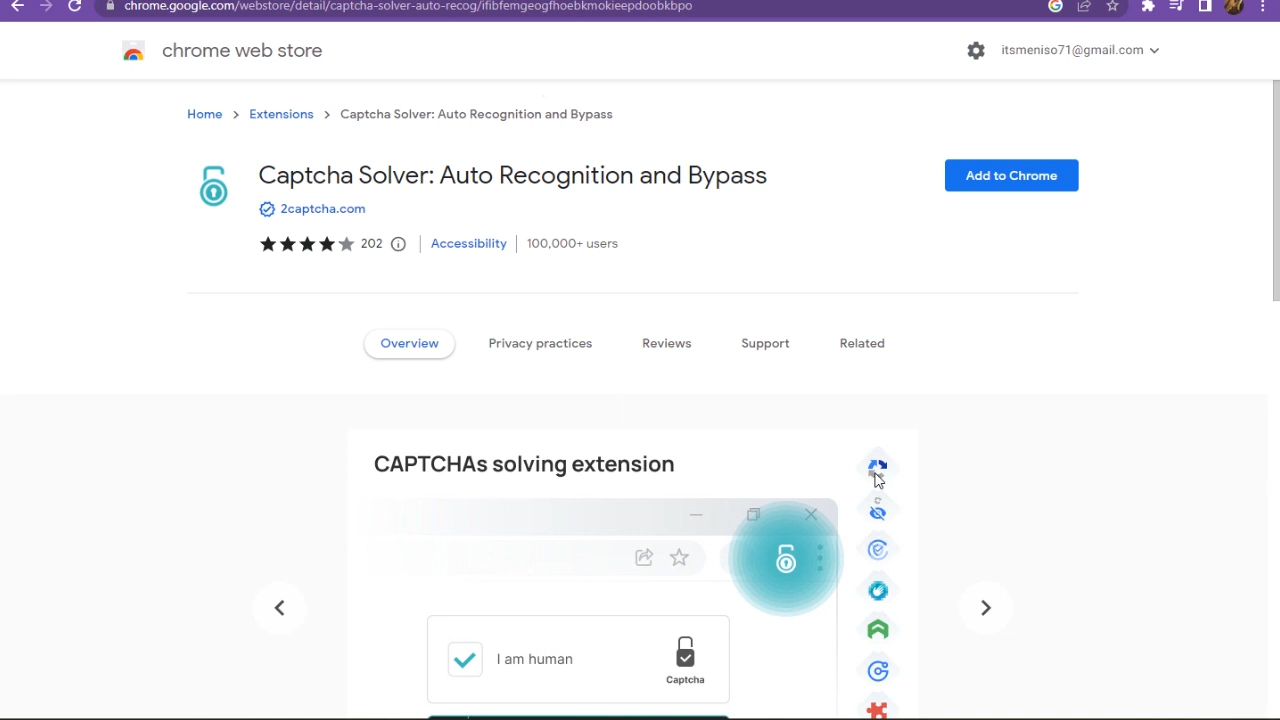 chrome.google.com/webstore/detail/captcha-solver-auto-recog/ifibfemgeogfhoebkmokieepdoobkbpo
chrome web store
itsmeniso71@gmail.com
Home > Extensions > Captcha Solver: Auto Recognition and Bypass
Captcha Solver: Auto Recognition and Bypass
Add to Chrome
2captcha.com
202
Accessibility
100,000+ users
Overview
Privacy practices
Reviews
Support
Related
CAPTCHAs solving extension
I am human
Captcha